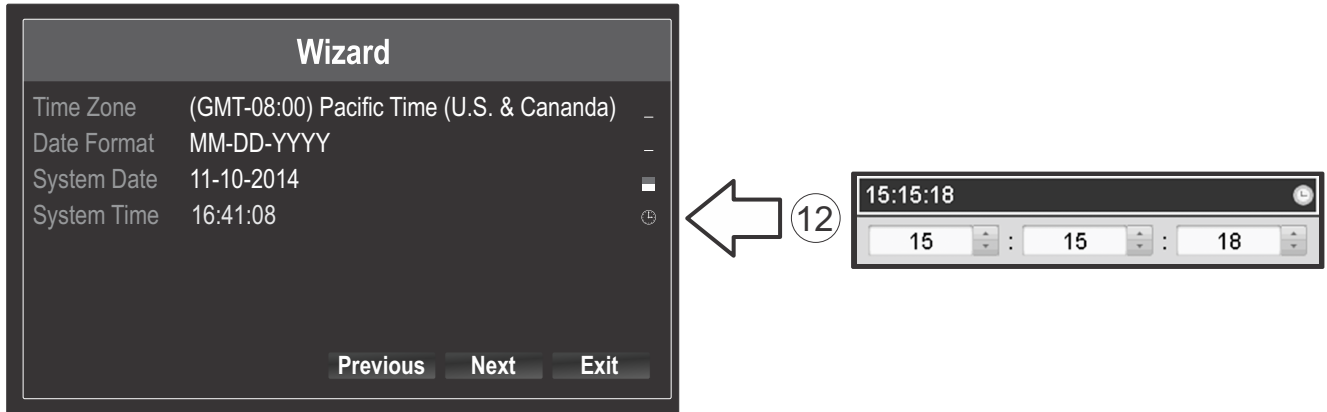 Wizard
Time Zone (GMT-08:00) Pacific Time (U.S. & Cananda) _
Date Format MM-DD-YYYY _
System Date 11-10-2014
System Time 16:41:08
Previous Next Exit
12
15:15:18
15 : 15 : 18